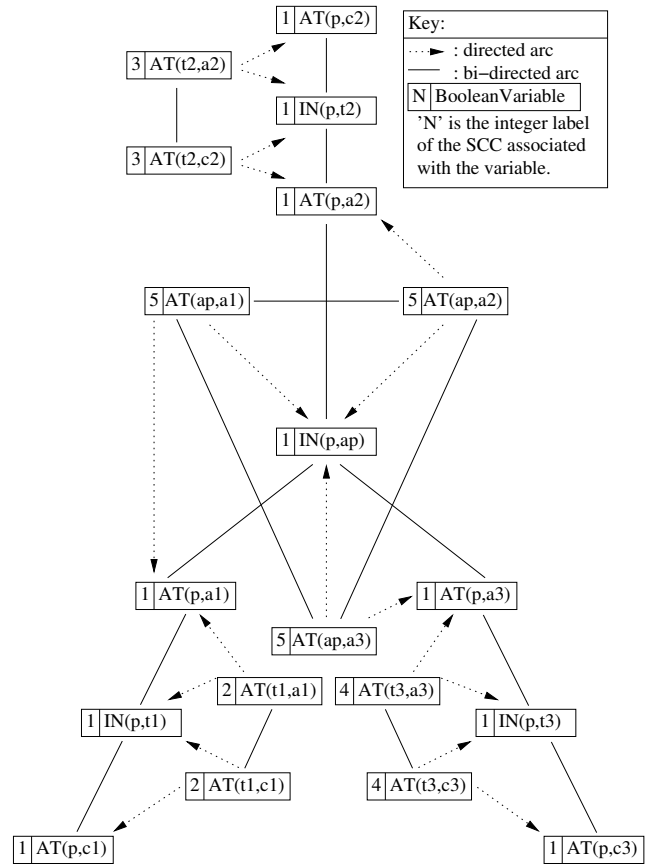 1 AT(p,c2)
Key:
: directed arc
: bi−directed arc
N BooleanVariable
'N' is the integer label
of the SCC associated
with the variable.
3 AT(t2,a2)
1 IN(p,t2)
3 AT(t2,c2)
1 AT(p,a2)
5 AT(ap,a1)
5 AT(ap,a2)
1 IN(p,ap)
1 AT(p,a1)
1 AT(p,a3)
5 AT(ap,a3)
2 AT(t1,a1)
4 AT(t3,a3)
1 IN(p,t1)
1 IN(p,t3)
2 AT(t1,c1)
4 AT(t3,c3)
1 AT(p,c1)
1 AT(p,c3)